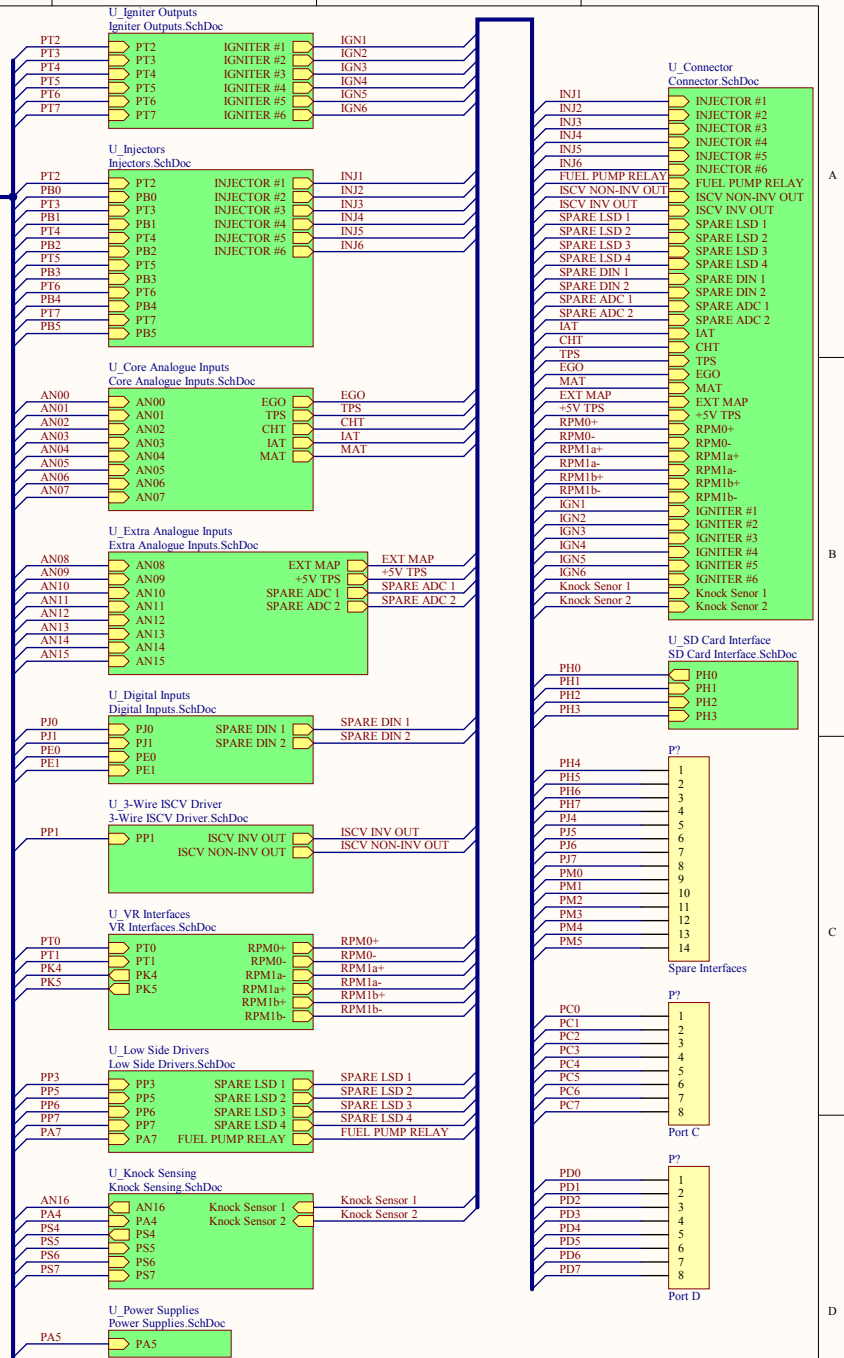 U_Igniter Outputs
Igniter Outputs.SchDoc
PT2 PT2 IGNITER #1 IGN1
PT3 PT3 IGNITER #2 IGN2
PT4 PT4 IGNITER #3 IGN3
PT5 PT5 IGNITER #4 IGN4
PT6 PT6 IGNITER #5 IGN5
PT7 PT7 IGNITER #6 IGN6
U_Injectors
Injectors.SchDoc
PT2 PT2 INJECTOR #1 INJ1
PB0 PB0 INJECTOR #2 INJ2
PT3 PT3 INJECTOR #3 INJ3
PB1 PB1 INJECTOR #4 INJ4
PT4 PT4 INJECTOR #5 INJ5
PB2 PB2 INJECTOR #6 INJ6
PT5 PT5
PB3 PB3
PT6 PT6
PB4 PB4
PT7 PT7
PB5 PB5
U_Core Analogue Inputs
Core Analogue Inputs.SchDoc
AN00 AN00 EGO EGO
AN01 AN01 TPS TPS
AN02 AN02 CHT CHT
AN03 AN03 IAT IAT
AN04 AN04 MAT MAT
AN05 AN05
AN06 AN06
AN07 AN07
U_Extra Analogue Inputs
Extra Analogue Inputs.SchDoc
AN08 AN08 EXT MAP EXT MAP
AN09 AN09 +5V TPS +5V TPS
AN10 AN10 SPARE ADC 1 SPARE ADC 1
AN11 AN11 SPARE ADC 2 SPARE ADC 2
AN12 AN12
AN13 AN13
AN14 AN14
AN15 AN15
U_Digital Inputs
Digital Inputs.SchDoc
PJ0 PJ0 SPARE DIN 1 SPARE DIN 1
PJ1 PJ1 SPARE DIN 2 SPARE DIN 2
PE0 PE0
PE1 PE1
U_3-Wire ISCV Driver
3-Wire ISCV Driver.SchDoc
PP1 PP1 ISCV INV OUT ISCV INV OUT
ISCV NON-INV OUT ISCV NON-INV OUT
U_VR Interfaces
VR Interfaces.SchDoc
PT0 PT0 RPM0+ RPM0+
PT1 PT1 RPM0- RPM0-
PK4 PK4 RPM1a- RPM1a+
PK5 PK5 RPM1a+ RPM1a-
RPM1b+ RPM1b+
RPM1b- RPM1b-
U_Low Side Drivers
Low Side Drivers.SchDoc
PP3 PP3 SPARE LSD 1 SPARE LSD 1
PP5 PP5 SPARE LSD 2 SPARE LSD 2
PP6 PP6 SPARE LSD 3 SPARE LSD 3
PP7 PP7 SPARE LSD 4 SPARE LSD 4
PA7 PA7 FUEL PUMP RELAY FUEL PUMP RELAY
U_Knock Sensing
Knock Sensing.SchDoc
AN16 AN16 Knock Sensor 1 Knock Sensor 1
PA4 PA4 Knock Sensor 2 Knock Sensor 2
PS4 PS4
PS5 PS5
PS6 PS6
PS7 PS7
U_Power Supplies
Power Supplies.SchDoc
PA5 PA5
U_Connector
Connector.SchDoc
INJ1 INJECTOR #1
INJ2 INJECTOR #2
INJ3 INJECTOR #3
INJ4 INJECTOR #4
INJ5 INJECTOR #5
INJ6 INJECTOR #6
FUEL PUMP RELAY FUEL PUMP RELAY
ISCV NON-INV OUT ISCV NON-INV OUT
ISCV INV OUT ISCV INV OUT
SPARE LSD 1 SPARE LSD 1
SPARE LSD 2 SPARE LSD 2
SPARE LSD 3 SPARE LSD 3
SPARE LSD 4 SPARE LSD 4
SPARE DIN 1 SPARE DIN 1
SPARE DIN 2 SPARE DIN 2
SPARE ADC 1 SPARE ADC 1
SPARE ADC 2 SPARE ADC 2
IAT IAT
CHT CHT
TPS TPS
EGO EGO
MAT MAT
EXT MAP EXT MAP
+5V TPS +5V TPS
RPM0+ RPM0+
RPM0- RPM0-
RPM1a+ RPM1a+
RPM1a- RPM1a-
RPM1b+ RPM1b+
RPM1b- RPM1b-
IGN1 IGNITER #1
IGN2 IGNITER #2
IGN3 IGNITER #3
IGN4 IGNITER #4
IGN5 IGNITER #5
IGN6 IGNITER #6
Knock Senor 1 Knock Senor 1
Knock Senor 2 Knock Senor 2
U_SD Card Interface
SD Card Interface.SchDoc
PH0 PH0
PH1 PH1
PH2 PH2
PH3 PH3
P?
PH4 1
PH5 2
PH6 3
PH7 4
PJ4 5
PJ5 6
PJ6 7
PJ7 8
PM0 9
PM1 10
PM2 11
PM3 12
PM4 13
PM5 14
Spare Interfaces
P?
PC0 1
PC1 2
PC2 3
PC3 4
PC4 5
PC5 6
PC6 7
PC7 8
Port C
P?
PD0 1
PD1 2
PD2 3
PD3 4
PD4 5
PD5 6
PD6 7
PD7 8
Port D
A
B
C
D